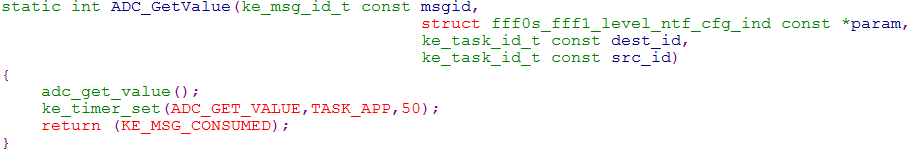 static int ADC_GetValue(ke_msg_id_t const msgid,
struct fff0s_fff1_level_ntf_cfg_ind const *param,
ke_task_id_t const dest_id,
ke_task_id_t const src_id)
{
adc_get_value();
ke_timer_set(ADC_GET_VALUE,TASK_APP,50);
return (KE_MSG_CONSUMED);
}